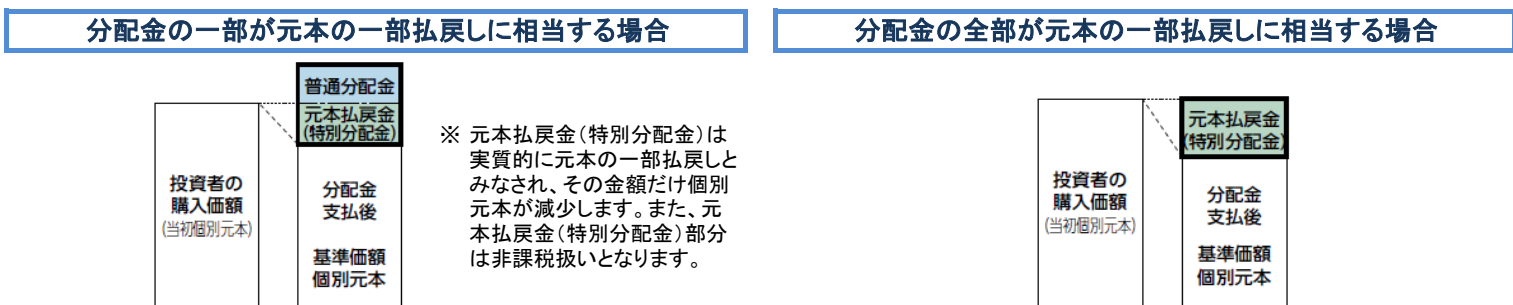 分配金の一部が元本の一部払戻しに相当する場合
普通分配金
元本払戻金
(特別分配金)
投資者の
購入価額
(当初個別元本)
分配金
支払後
基準価額
個別元本
※ 元本払戻金(特別分配金)は
実質的に元本の一部払戻しと
みなされ、その金額だけ個別
元本が減少します。また、元
本払戻金(特別分配金)部分
は非課税扱いとなります。
分配金の全部が元本の一部払戻しに相当する場合
元本払戻金
(特別分配金)
投資者の
購入価額
(当初個別元本)
分配金
支払後
基準価額
個別元本